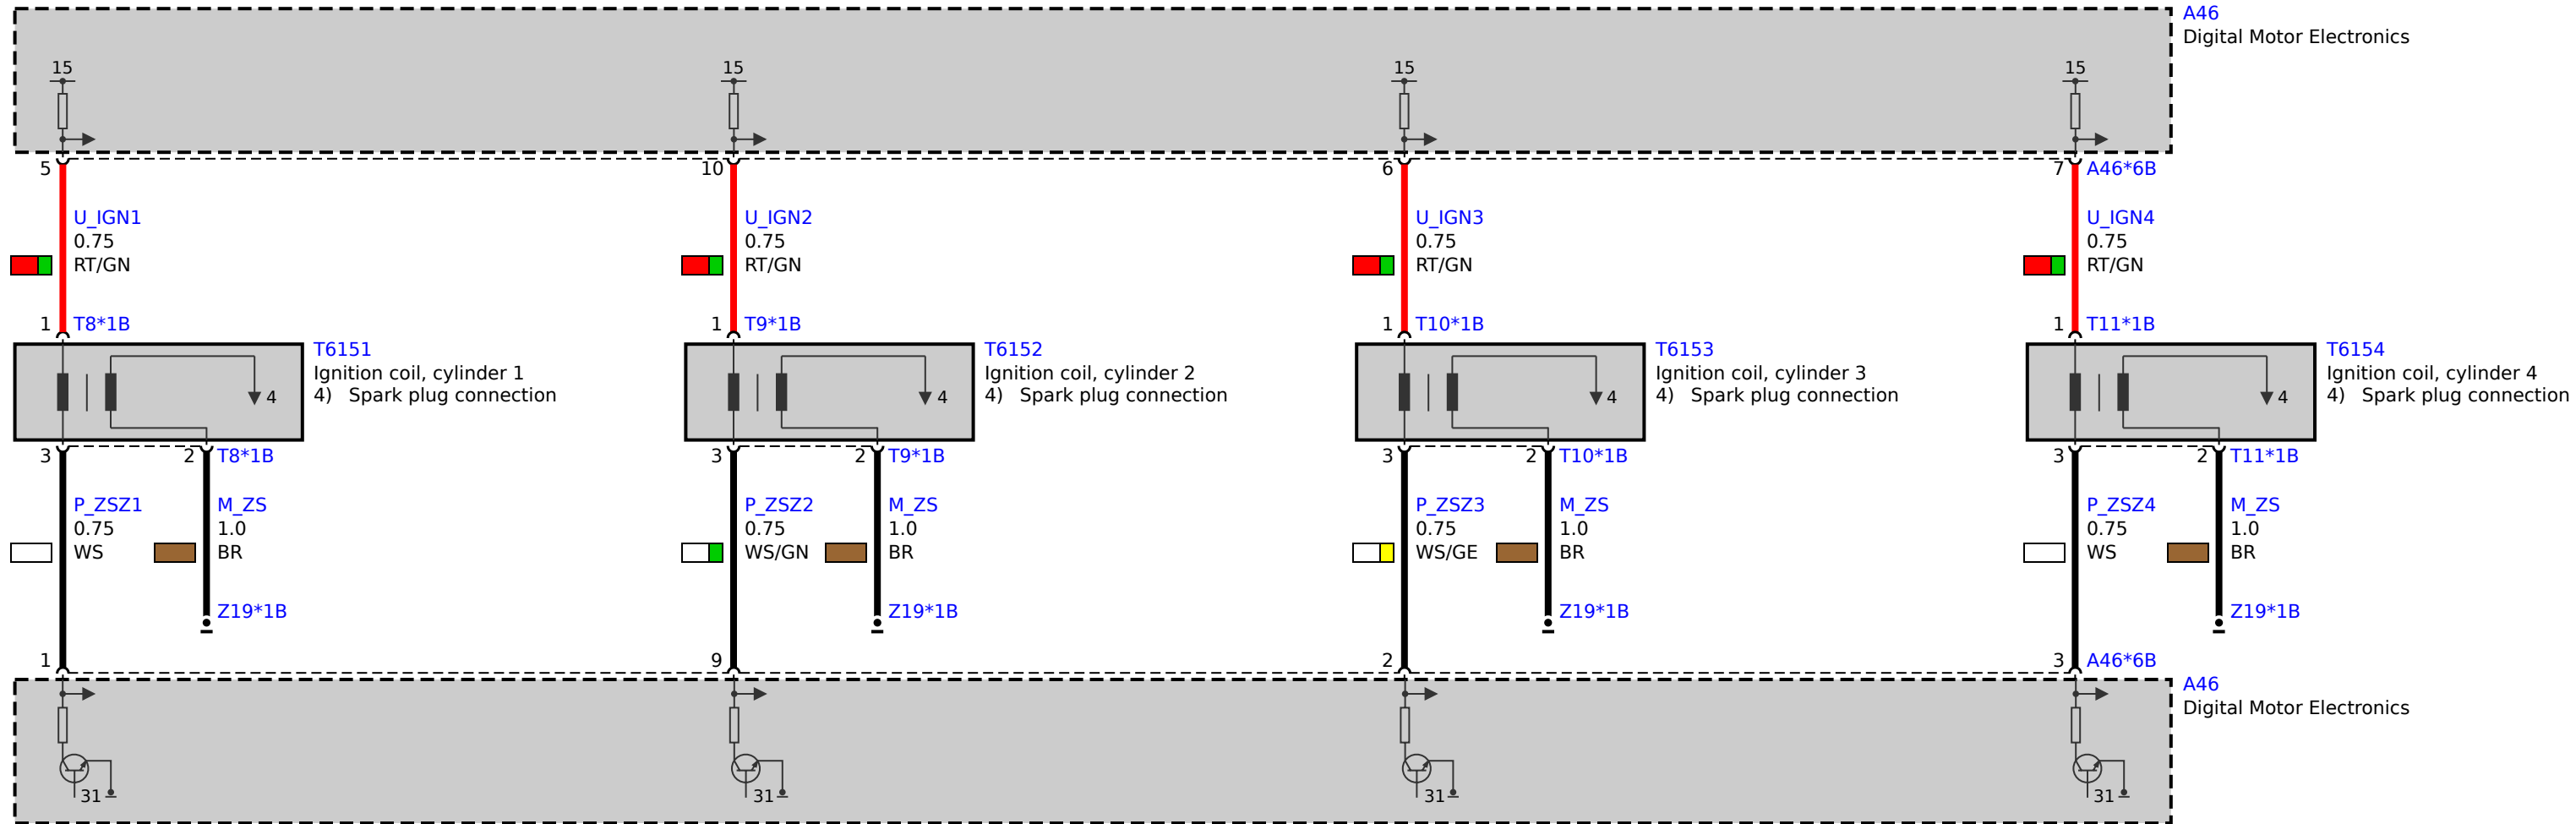 A46
Digital Motor Electronics
15 15 15 15
5 10 6 7 A46*6B
U_IGN1 U_IGN2 U_IGN3 U_IGN4
0.75 0.75 0.75 0.75
RT/GN RT/GN RT/GN RT/GN
1 T8*1B 1 T9*1B 1 T10*1B 1 T11*1B
T6151 T6152 T6153 T6154
Ignition coil, cylinder 1 Ignition coil, cylinder 2 Ignition coil, cylinder 3 Ignition coil, cylinder 4
4 4) Spark plug connection 4 4) Spark plug connection 4 4) Spark plug connection 4 4) Spark plug connection
3 2 T8*1B 3 2 T9*1B 3 2 T10*1B 3 2 T11*1B
P_ZSZ1 M_ZS P_ZSZ2 M_ZS P_ZSZ3 M_ZS P_ZSZ4 M_ZS
0.75 1.0 0.75 1.0 0.75 1.0 0.75 1.0
WS BR WS/GN BR WS/GE BR WS BR
Z19*1B Z19*1B Z19*1B Z19*1B
1 9 2 3 A46*6B
A46
Digital Motor Electronics
31 31 31 31